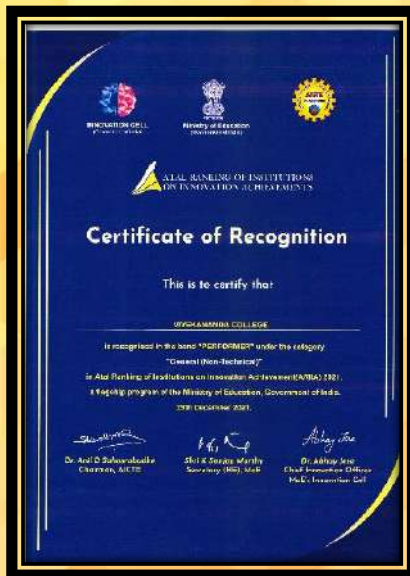 INNOVATION CELL
Ministry of Education
ATAL RANKING OF INSTITUTIONS
ON INNOVATION ACHIEVEMENTS
Certificate of Recognition
This is to certify that
VIVEKANANDA COLLEGE
is recognised in the band "PERFORMER" under the category
"General (Non-Technical)"
in Atal Ranking of Institutions on Innovation Achievement(ARIIA) 2021,
a flagship program of the Ministry of Education, Government of India.
December 2021.
Dr. Anil D Sahasrabudhe
Chairman, AICTE
Shri K Sanjay Murthy
Secretary (HE), MoE
Dr. Abhay Jere
Chief Innovation Officer
MoE's Innovation Cell